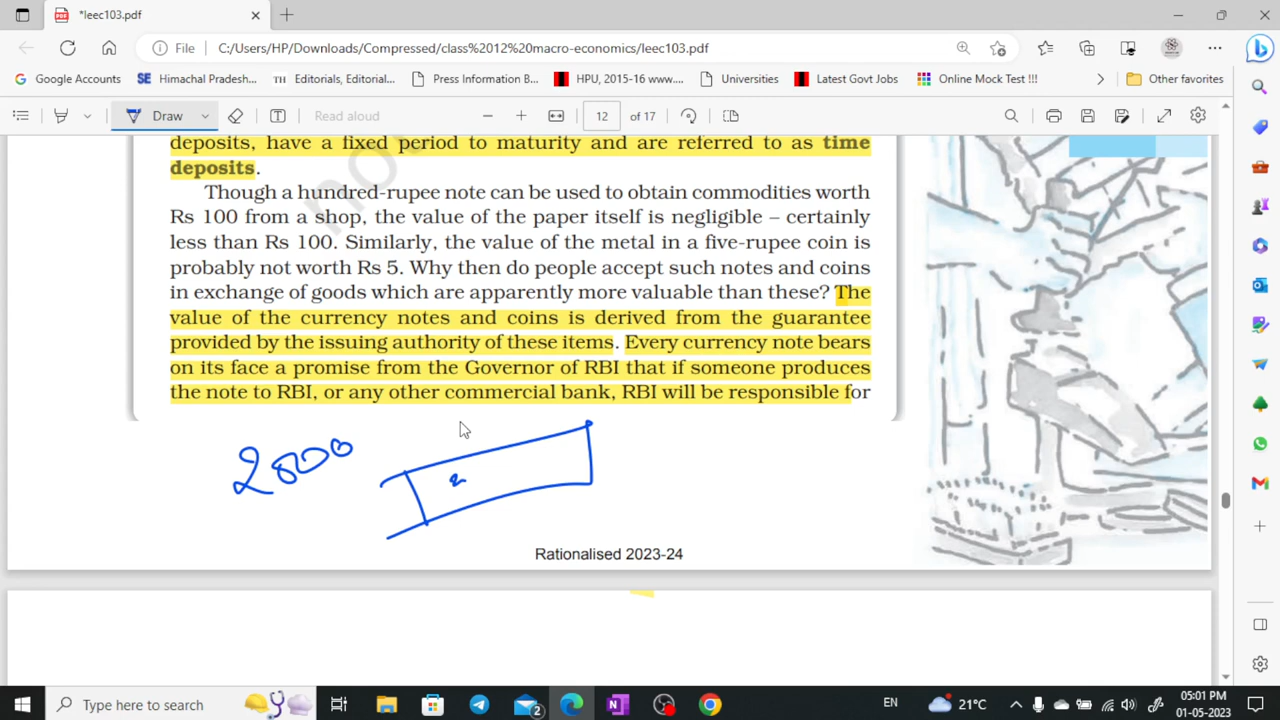 *leec103.pdf
File C:/Users/HP/Downloads/Compressed/class%2012%20macro-economics/leec103.pdf
Google Accounts Himachal Pradesh... Editorials, Editorial... Press Information B... HPU, 2015-16 www.... Universities Latest Govt Jobs Online Mock Test !!! Other favorites
Draw Read aloud 12 of 17
deposits, have a fixed period to maturity and are referred to as time
deposits.
Though a hundred-rupee note can be used to obtain commodities worth
Rs 100 from a shop, the value of the paper itself is negligible – certainly
less than Rs 100. Similarly, the value of the metal in a five-rupee coin is
probably not worth Rs 5. Why then do people accept such notes and coins
in exchange of goods which are apparently more valuable than these? The
value of the currency notes and coins is derived from the guarantee
provided by the issuing authority of these items. Every currency note bears
on its face a promise from the Governor of RBI that if someone produces
the note to RBI, or any other commercial bank, RBI will be responsible for
Rationalised 2023-24
Type here to search 2 EN 21°C 05:01 PM
01-05-2023